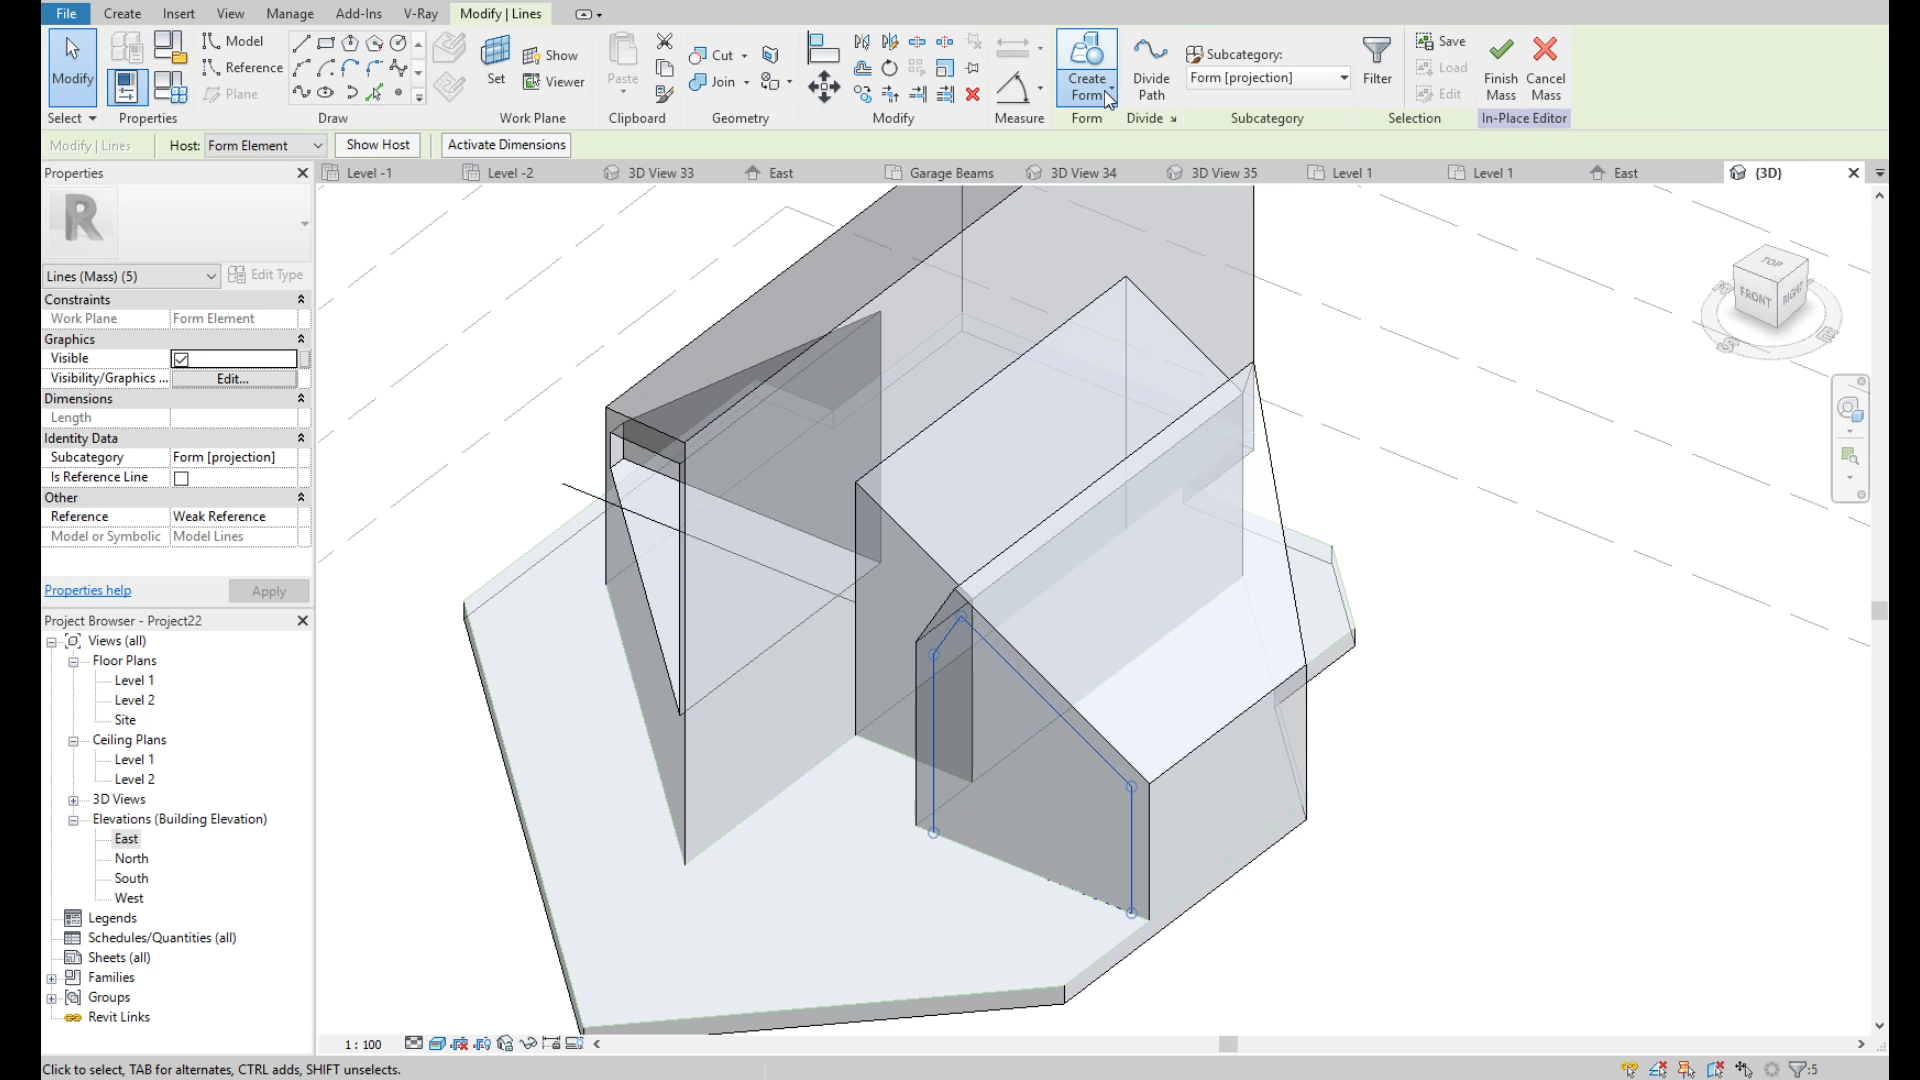 File Create Insert View Manage Add-Ins Collaborate V-Ray Modify | Lines
Modify
Model
Reference
Plane
Set
Show
Viewer
Paste
Cut
Join
Create Form
Divide Path
Subcategory:
Form [projection]
Filter
Save
Load
Edit
Finish Mass
Cancel Mass
Select Properties Draw Work Plane Clipboard Geometry Modify Measure Form Divide Subcategory Selection In-Place Editor
Modify | Lines Host: Form Element Show Host Activate Dimensions
Properties
Level -1 Level -2 3D View 33 East Garage Beams 3D View 34 3D View 35 Level 1 Level 1 East {3D}
R
Lines (Mass) (5) Edit Type
Constraints
Work Plane Form Element
Graphics
Visible
Visibility/Graphics ... Edit...
Dimensions
Length
Identity Data
Subcategory Form [projection]
Is Reference Line
Other
Reference Weak Reference
Model or Symbolic Model Lines
Properties help Apply
Project Browser - Project22
Views (all)
Floor Plans
Level 1
Level 2
Site
Ceiling Plans
Level 1
Level 2
3D Views
Elevations (Building Elevation)
East
North
South
West
Legends
Schedules/Quantities (all)
Sheets (all)
Families
Groups
Revit Links
TOP
FRONT
RIGHT
S
E
1 : 100
Click to select, TAB for alternates, CTRL adds, SHIFT unselects.
:5